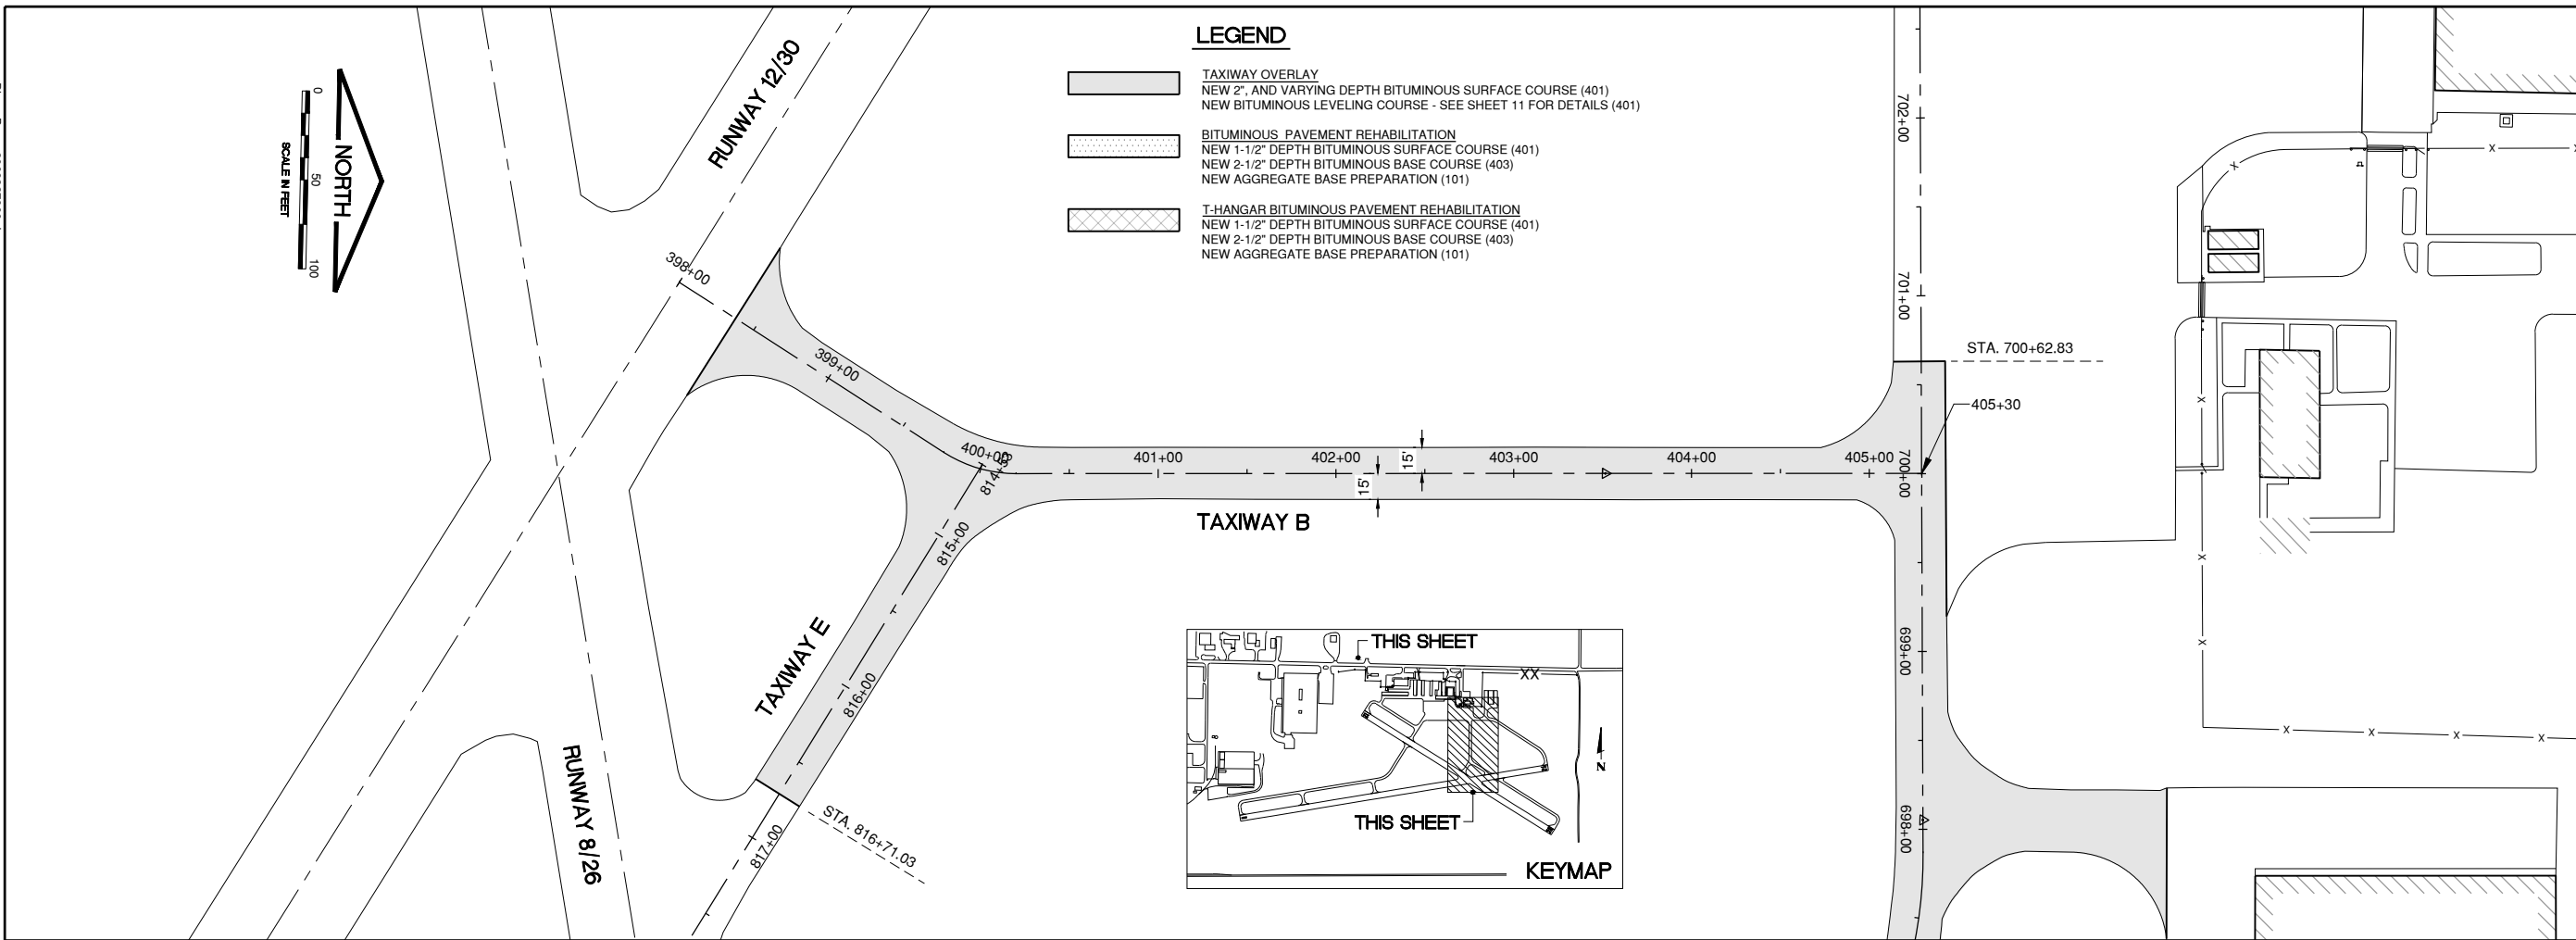 LEGEND
TAXIWAY OVERLAY
NEW 2", AND VARYING DEPTH BITUMINOUS SURFACE COURSE (401)
NEW BITUMINOUS LEVELING COURSE - SEE SHEET 11 FOR DETAILS (401)
BITUMINOUS PAVEMENT REHABILITATION
NEW 1-1/2" DEPTH BITUMINOUS SURFACE COURSE (401)
NEW 2-1/2" DEPTH BITUMINOUS BASE COURSE (403)
NEW AGGREGATE BASE PREPARATION (101)
T-HANGAR BITUMINOUS PAVEMENT REHABILITATION
NEW 1-1/2" DEPTH BITUMINOUS SURFACE COURSE (401)
NEW 2-1/2" DEPTH BITUMINOUS BASE COURSE (403)
NEW AGGREGATE BASE PREPARATION (101)
NORTH
0
50
100
SCALE IN FEET
RUNWAY 12/30
398+00
399+00
400+00
814+53
401+00
402+00
403+00
404+00
405+00
15'
15'
TAXIWAY B
702+00
701+00
700+00
699+00
698+00
STA. 700+62.83
405+30
X
X
X
X
X
X
X
X
X
X
815+00
816+00
817+00
TAXIWAY E
STA. 816+71.03
RUNWAY 8/26
THIS SHEET
XX
N
THIS SHEET
KEYMAP